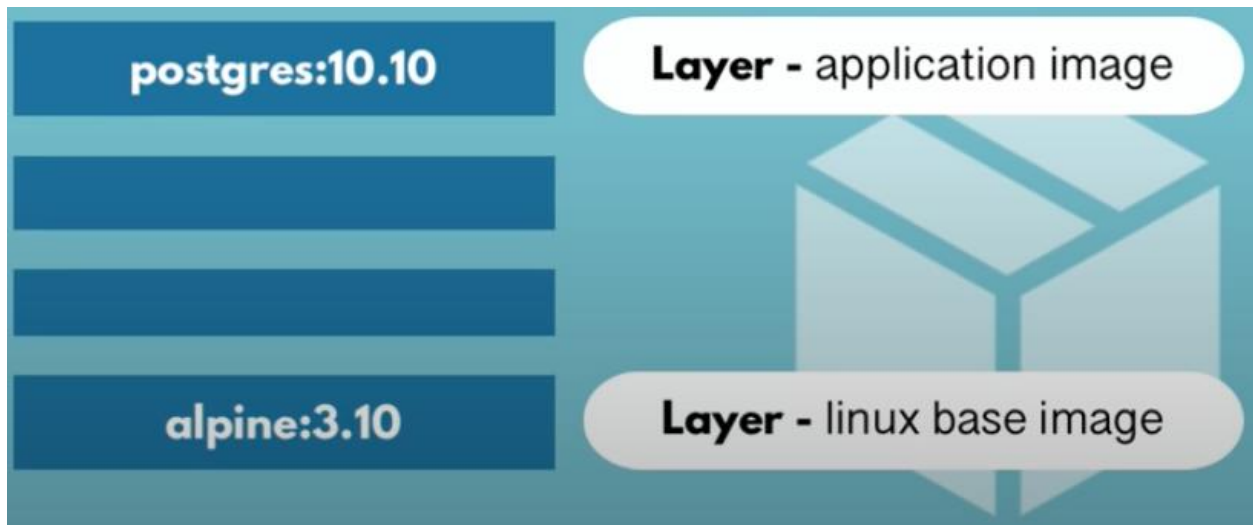 postgres:10.10
Layer - application image
alpine:3.10
Layer - linux base image